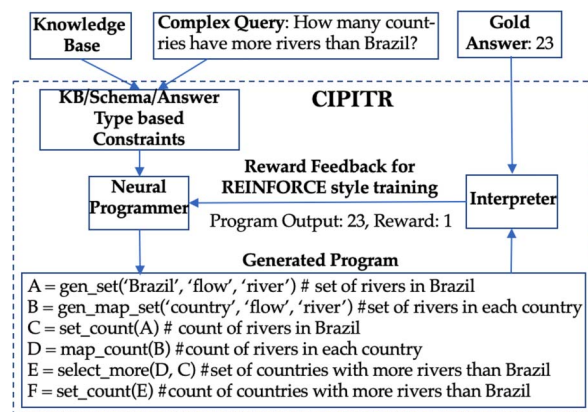 Knowledge
Base
Complex Query: How many count-
ries have more rivers than Brazil?
Gold
Answer: 23
KB/Schema/Answer
Type based
Constraints
CIPITR
Neural
Programmer
Reward Feedback for
REINFORCE style training
Program Output: 23, Reward: 1
Interpreter
Generated Program
A = gen_set('Brazil', 'flow', 'river') # set of rivers in Brazil
B = gen_map_set('country', 'flow', 'river') #set of rivers in each country
C = set_count(A) # count of rivers in Brazil
D = map_count(B) #count of rivers in each country
E = select_more(D, C) #set of countries with more rivers than Brazil
F = set_count(E) #count of countries with more rivers than Brazil